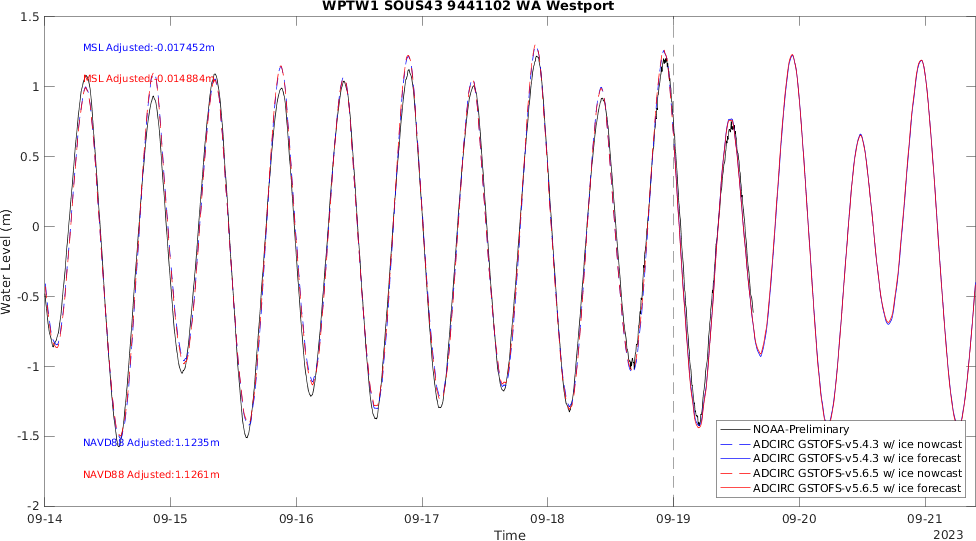 WPTW1 SOUS43 9441102 WA Westport
MSL Adjusted:-0.017452m
MSL Adjusted:-0.014884m
NAVD88 Adjusted:1.1235m
NAVD88 Adjusted:1.1261m
Water Level (m)
1.5
1
0.5
0
-0.5
-1
-1.5
-2
NOAA-Preliminary
ADCIRC GSTOFS-v5.4.3 w/ ice nowcast
ADCIRC GSTOFS-v5.4.3 w/ ice forecast
ADCIRC GSTOFS-v5.6.5 w/ ice nowcast
ADCIRC GSTOFS-v5.6.5 w/ ice forecast
09-14 09-15 09-16 09-17 09-18 09-19 09-20 09-21
Time
2023